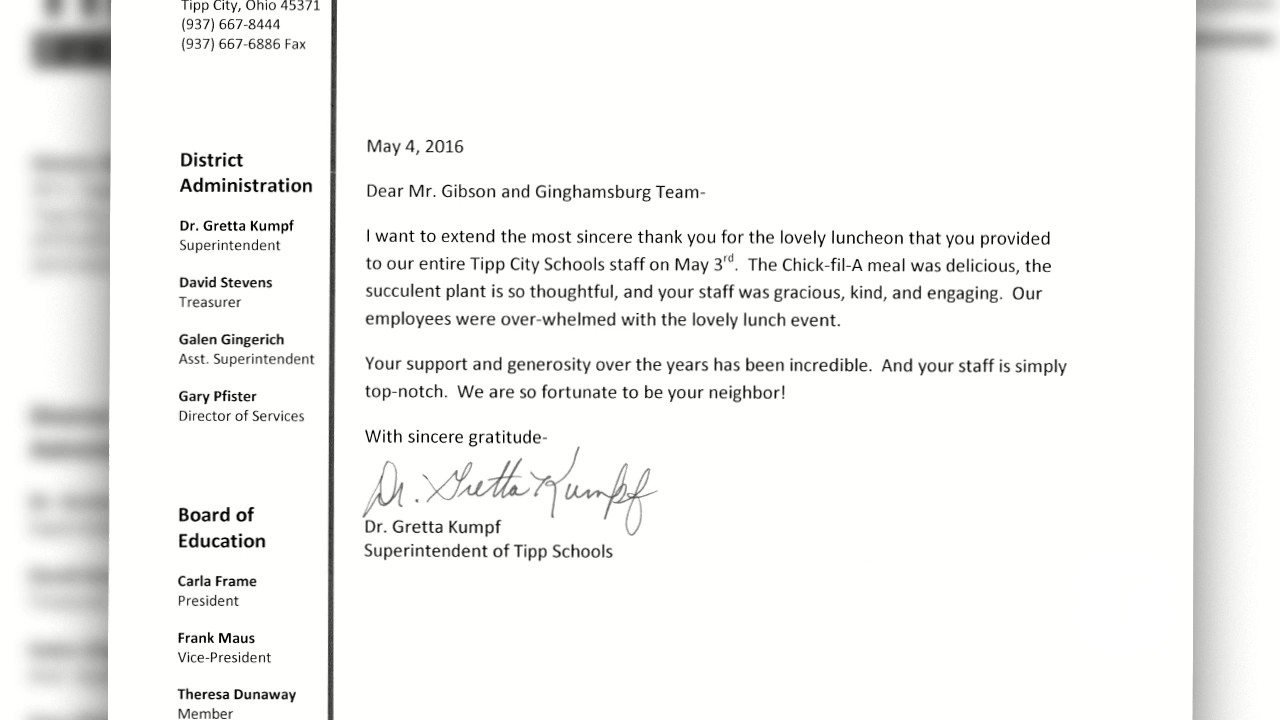 Tipp City, Ohio 45371
(937) 667-8444
(937) 667-6886 Fax
District
Administration
Dr. Gretta Kumpf
Superintendent
David Stevens
Treasurer
Galen Gingerich
Asst. Superintendent
Gary Pfister
Director of Services
Board of
Education
Carla Frame
President
Frank Maus
Vice-President
Theresa Dunaway
Member
May 4, 2016
Dear Mr. Gibson and Ginghamsburg Team-
I want to extend the most sincere thank you for the lovely luncheon that you provided
to our entire Tipp City Schools staff on May 3rd.  The Chick-fil-A meal was delicious, the
succulent plant is so thoughtful, and your staff was gracious, kind, and engaging.  Our
employees were over-whelmed with the lovely lunch event.
Your support and generosity over the years has been incredible.  And your staff is simply
top-notch.  We are so fortunate to be your neighbor!
With sincere gratitude-
Dr. Gretta Kumpf
Dr. Gretta Kumpf
Superintendent of Tipp Schools